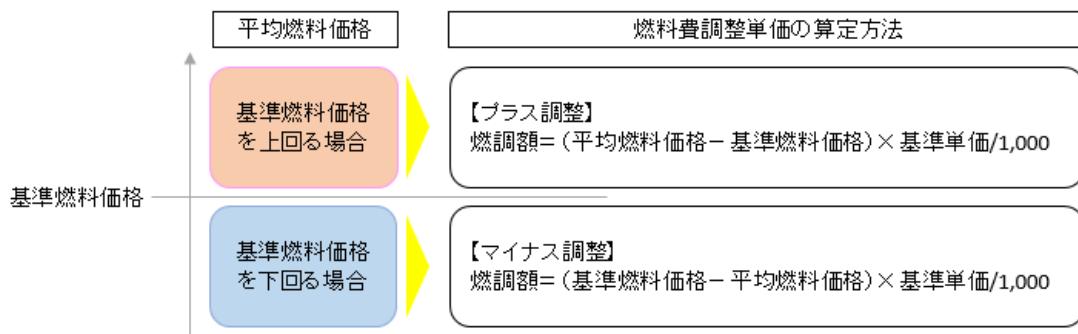 平均燃料価格
燃料費調整単価の算定方法
基準燃料価格
を上回る場合
【プラス調整】
燃調額=(平均燃料価格－基準燃料価格)×基準単価/1,000
基準燃料価格
基準燃料価格
を下回る場合
【マイナス調整】
燃調額=(基準燃料価格－平均燃料価格)×基準単価/1,000